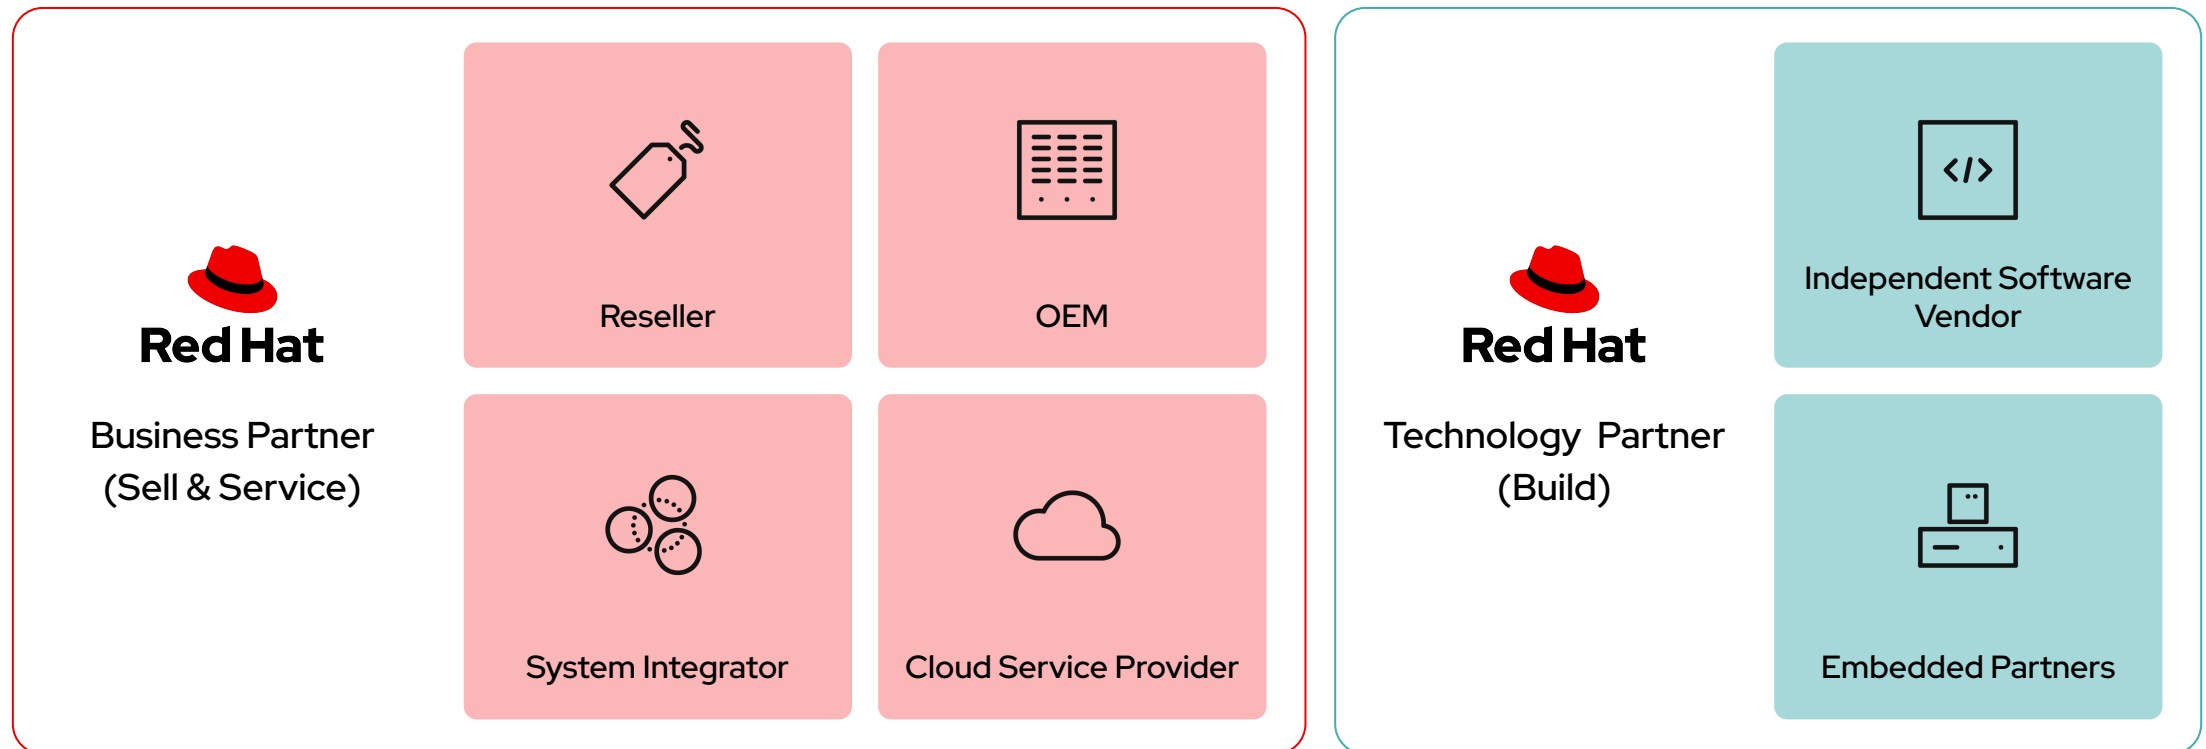 Red Hat
Business Partner
(Sell & Service)
Reseller
OEM
System Integrator
Cloud Service Provider
Red Hat
Technology Partner
(Build)
</>
Independent Software
Vendor
Embedded Partners